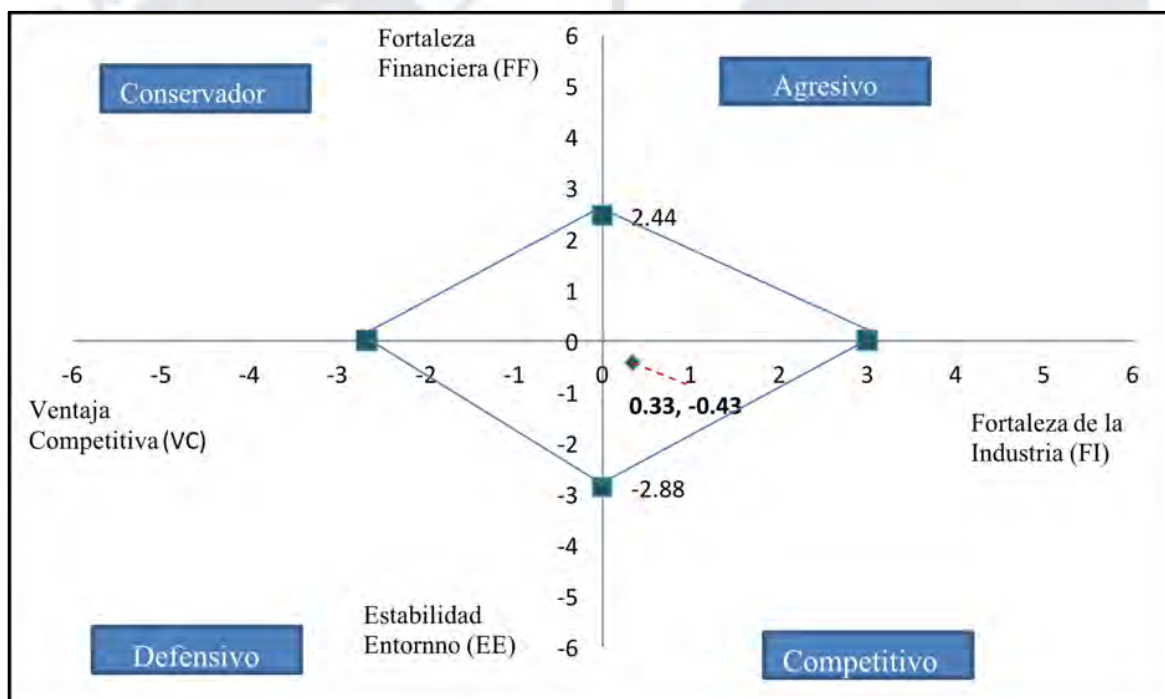 Fortaleza
Financiera (FF)
Conservador
Agresivo
6
5
4
3
2
1
0
-1
-2
-3
-4
-5
-6
2.44
-6 -5 -4 -3 -2 -1 0 1 2 3 4 5 6
0.33, -0.43
Ventaja
Competitiva (VC)
Fortaleza de la
Industria (FI)
-2.88
Estabilidad
Entornno (EE)
Defensivo
Competitivo